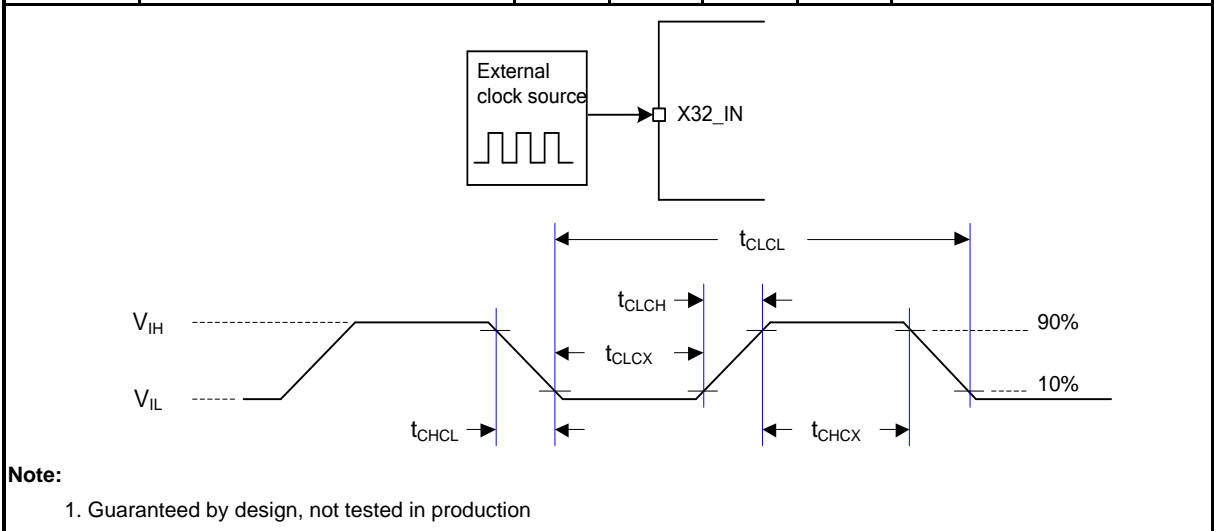 External
clock source
X32_IN
tCLCL
tCLCH
VIH
90%
tCLCX
VIL
10%
tCHCL
tCHCX
Note:
1. Guaranteed by design, not tested in production